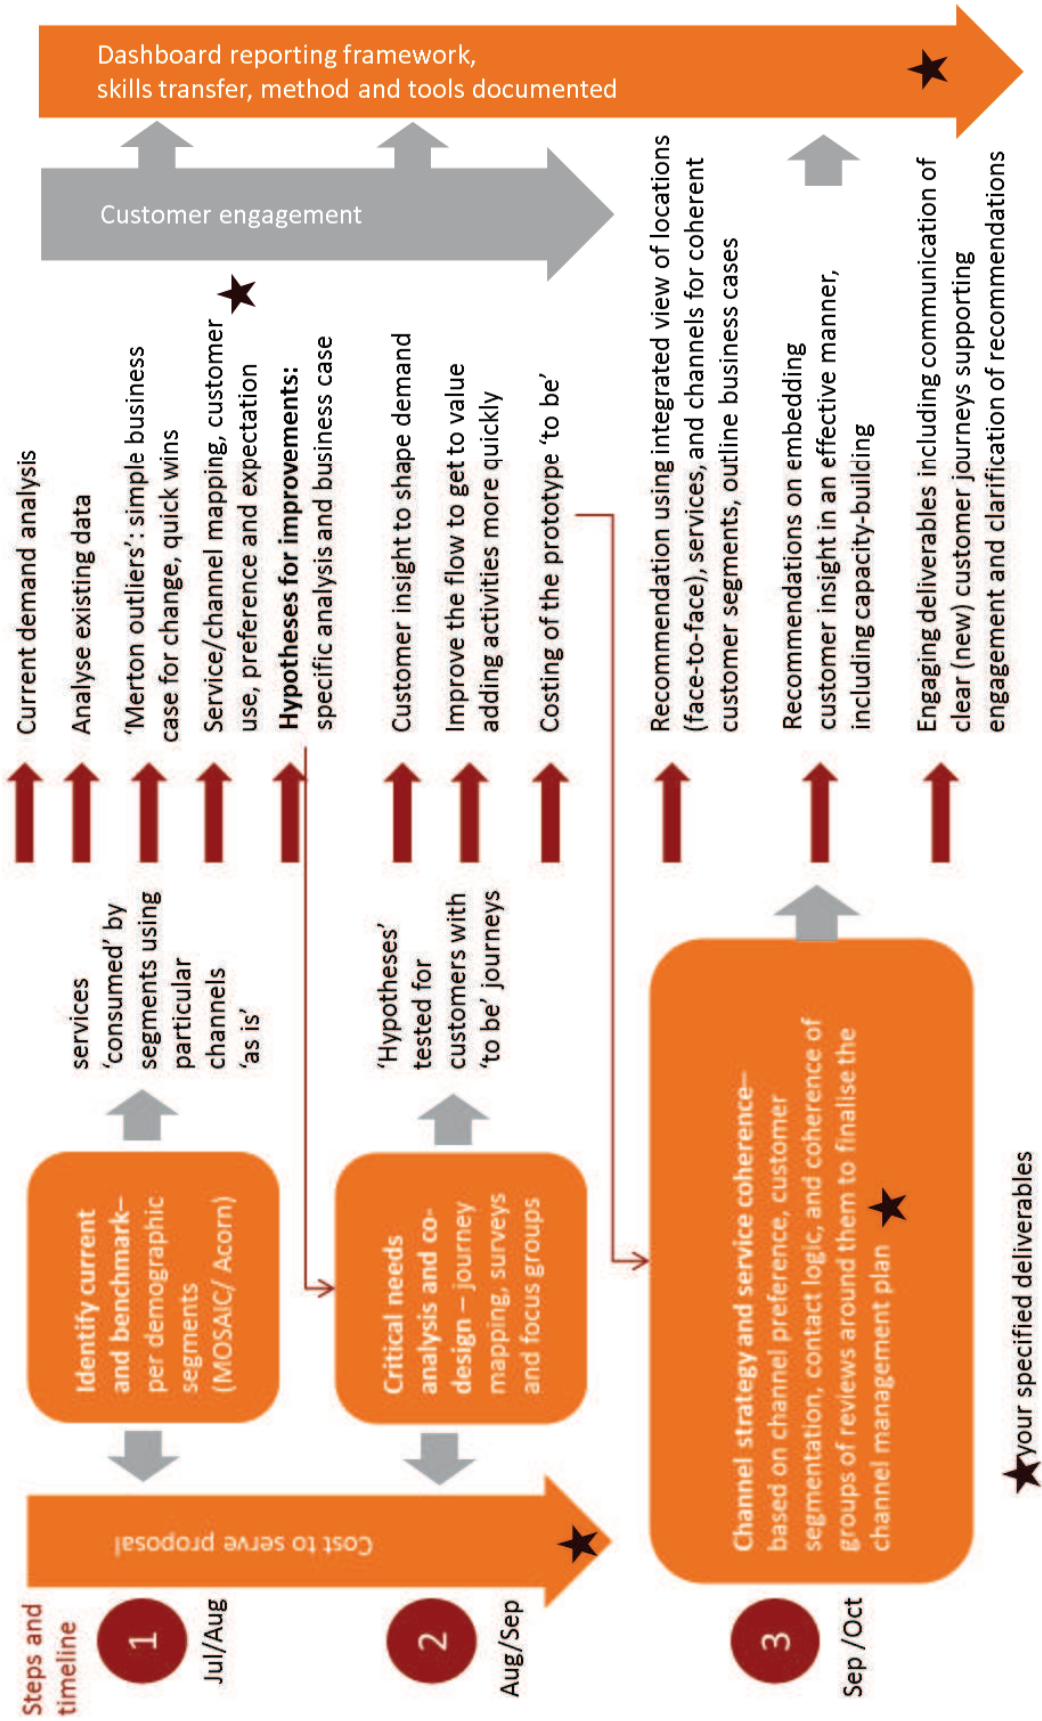 Steps and
timeline
1
Jul/Aug
Cost to serve proposal
Identify current
and benchmark–
per demographic
segments
(MOSAIC/ Acorn)
services
‘consumed’ by
segments using
particular
channels
‘as is’
Current demand analysis
Analyse existing data
‘Merton outliers’: simple business
case for change, quick wins
Service/channel mapping, customer
use, preference and expectation
Hypotheses for improvements:
specific analysis and business case
Customer engagement
Dashboard reporting framework,
skills transfer, method and tools documented
2
Aug/Sep
Critical needs
analysis and co-
design – journey
mapping, surveys
and focus groups
‘Hypotheses’
tested for
customers with
‘to be’ journeys
Customer insight to shape demand
Improve the flow to get to value
adding activities more quickly
Costing of the prototype ‘to be’
3
Sep /Oct
Channel strategy and service coherence–
based on channel preference, customer
segmentation, contact logic, and coherence of
groups of reviews around them to finalise the
channel management plan
Recommendation using integrated view of locations
(face-to-face), services, and channels for coherent
customer segments, outline business cases
Recommendations on embedding
customer insight in an effective manner,
including capacity-building
Engaging deliverables including communication of
clear (new) customer journeys supporting
engagement and clarification of recommendations
your specified deliverables